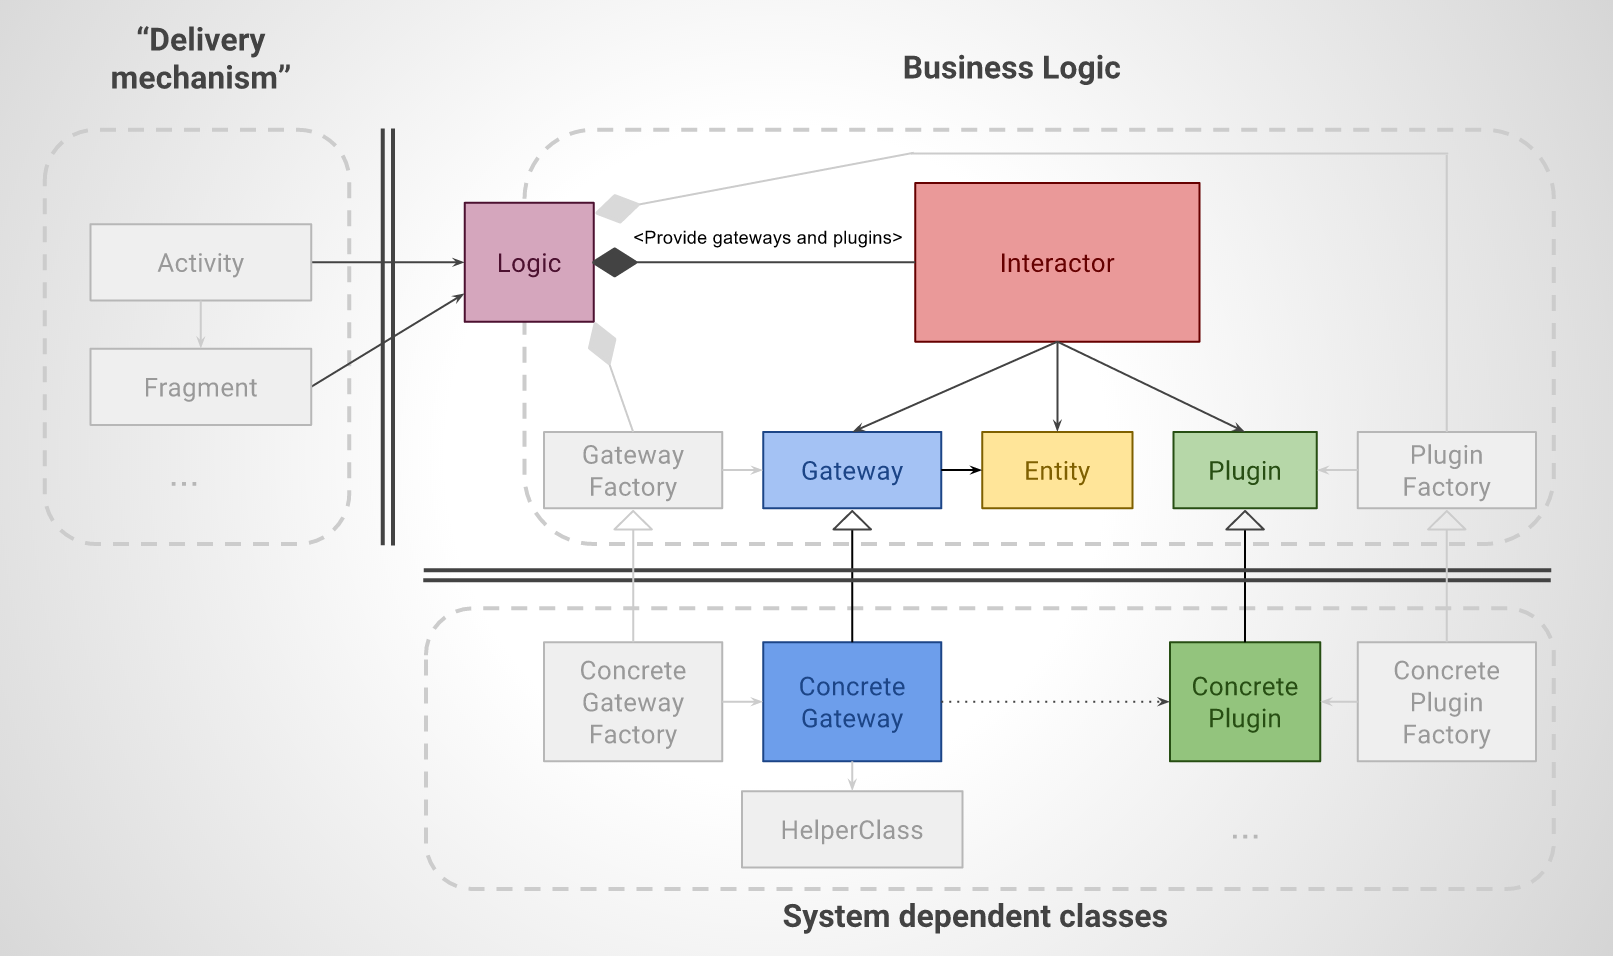 “Delivery
mechanism”
Business Logic
Activity
Fragment
...
Logic
<Provide gateways and plugins>
Interactor
Gateway
Factory
Gateway
Entity
Plugin
Plugin
Factory
Concrete
Gateway
Factory
Concrete
Gateway
Concrete
Plugin
Concrete
Plugin
Factory
HelperClass
...
System dependent classes